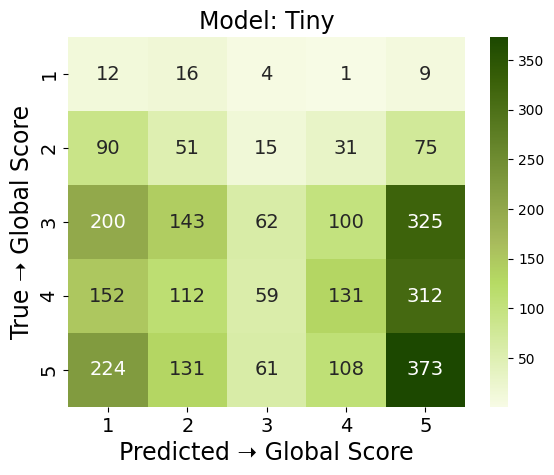 Model: Tiny
1 12 16 4 1 9
2 90 51 15 31 75
3 200 143 62 100 325
4 152 112 59 131 312
5 224 131 61 108 373
1 2 3 4 5
Predicted ➝ Global Score
True ➝ Global Score
350
300
250
200
150
100
50